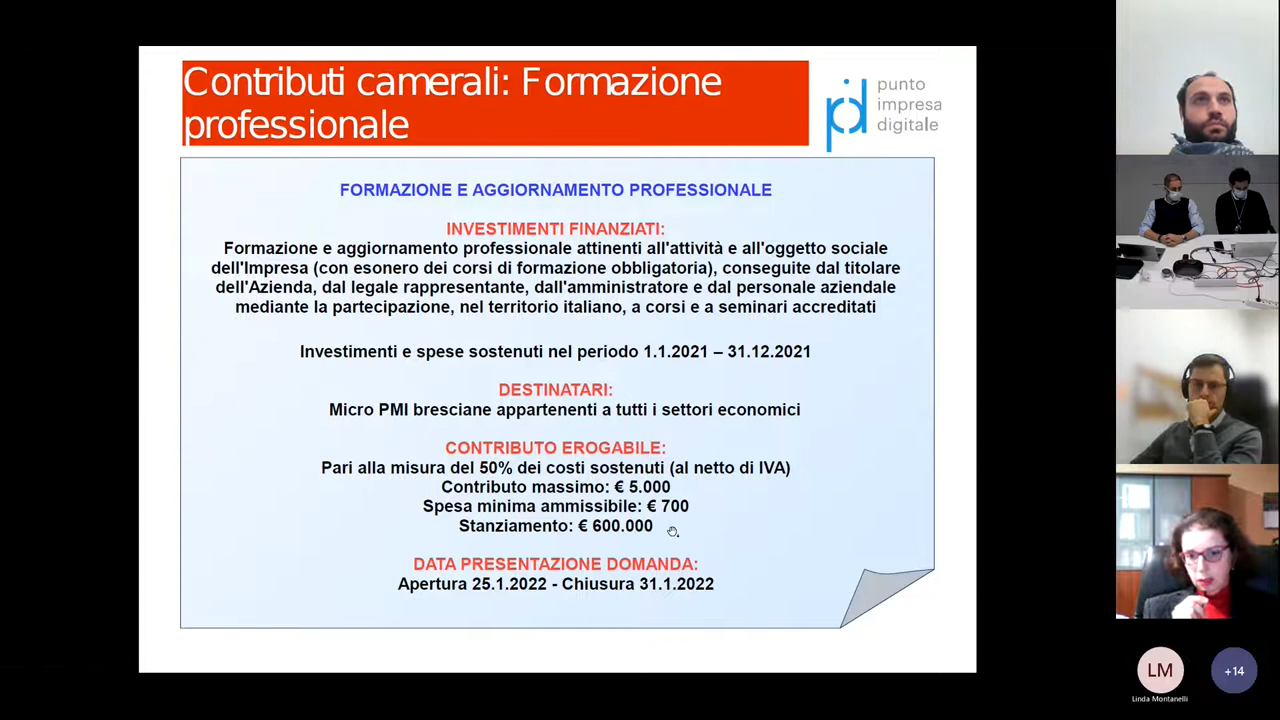 Contributi camerali: Formazione
professionale
punto
impresa
digitale
FORMAZIONE E AGGIORNAMENTO PROFESSIONALE
INVESTIMENTI FINANZIATI:
Formazione e aggiornamento professionale attinenti all'attività e all'oggetto sociale
dell'Impresa (con esonero dei corsi di formazione obbligatoria), conseguite dal titolare
dell'Azienda, dal legale rappresentante, dall'amministratore e dal personale aziendale
mediante la partecipazione, nel territorio italiano, a corsi e a seminari accreditati
Investimenti e spese sostenuti nel periodo 1.1.2021 – 31.12.2021
DESTINATARI:
Micro PMI bresciane appartenenti a tutti i settori economici
CONTRIBUTO EROGABILE:
Pari alla misura del 50% dei costi sostenuti (al netto di IVA)
Contributo massimo: € 5.000
Spesa minima ammissibile: € 700
Stanziamento: € 600.000
DATA PRESENTAZIONE DOMANDA:
Apertura 25.1.2022 - Chiusura 31.1.2022
LM
+14
Linda Montanelli